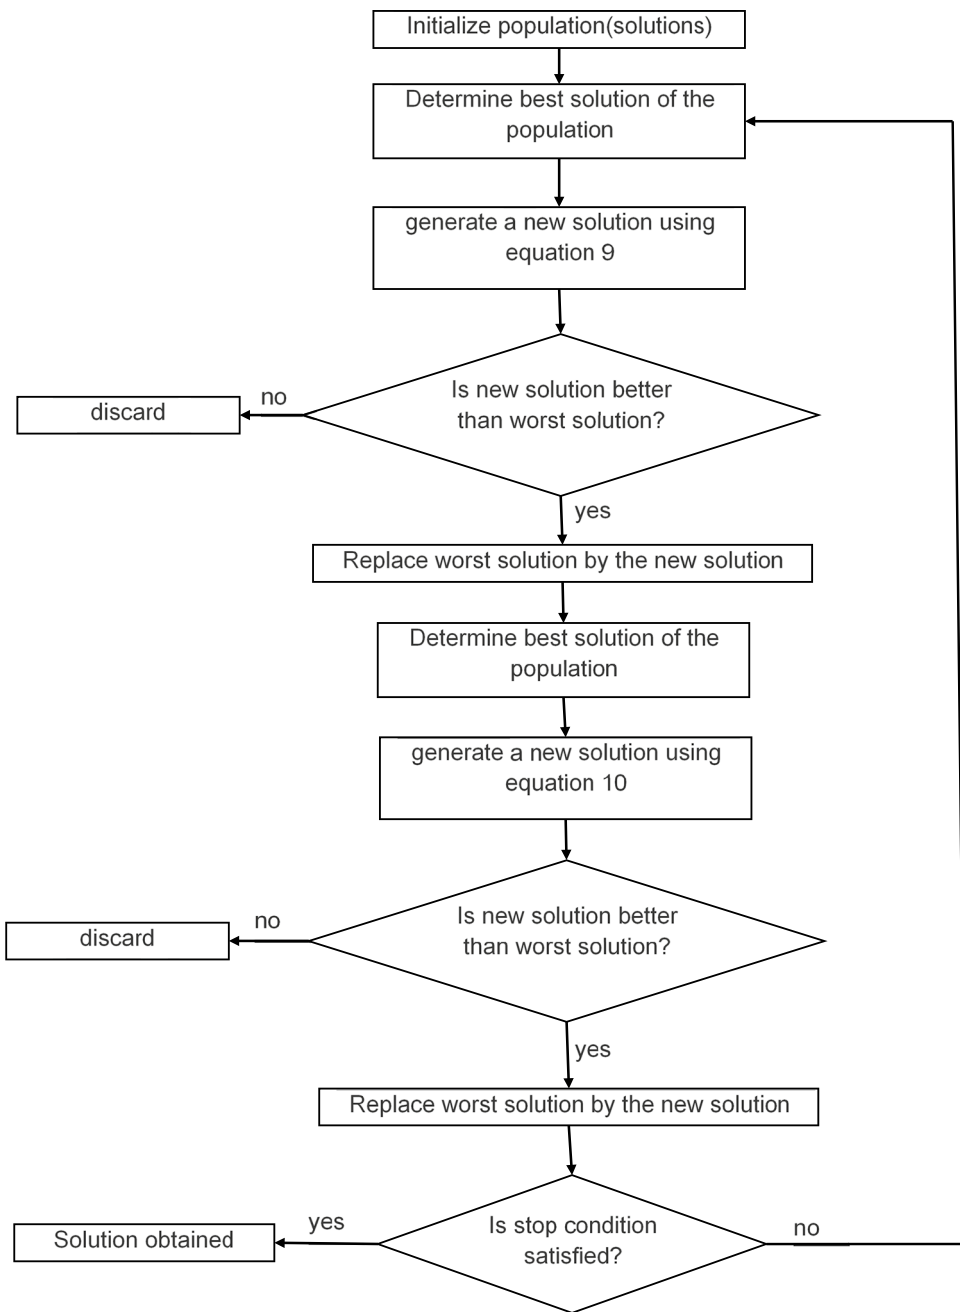 Initialize population(solutions)
Determine best solution of the
population
generate a new solution using
equation 9
Is new solution better
than worst solution?
no
discard
yes
Replace worst solution by the new solution
Determine best solution of the
population
generate a new solution using
equation 10
Is new solution better
than worst solution?
no
discard
yes
Replace worst solution by the new solution
Is stop condition
satisfied?
yes
Solution obtained
no